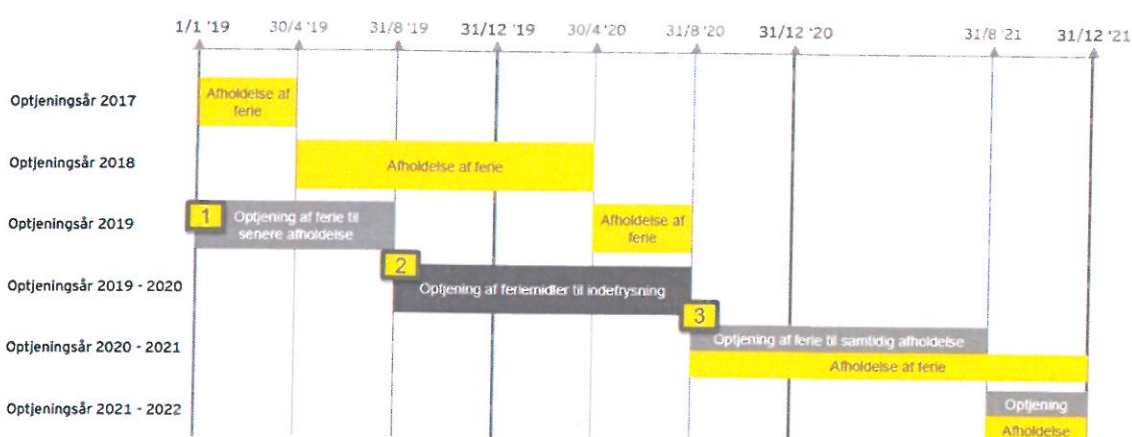 1/1 '19 30/4 '19 31/8 '19 31/12 '19 30/4 '20 31/8 '20 31/12 '20 31/8 '21 31/12 '21
Optjeningsår 2017
Afholdelse af
ferie
Optjeningsår 2018
Afholdelse af ferie
Optjeningsår 2019
1
Optjening af ferie til
senere afholdelse
Afholdelse af
ferie
Optjeningsår 2019 - 2020
2
Optjening af feriemidler til indefrysning
3
Optjeningsår 2020 - 2021
Optjening af ferie til samtidig afholdelse
Afholdelse af ferie
Optjeningsår 2021 - 2022
Optjening
Afholdelse